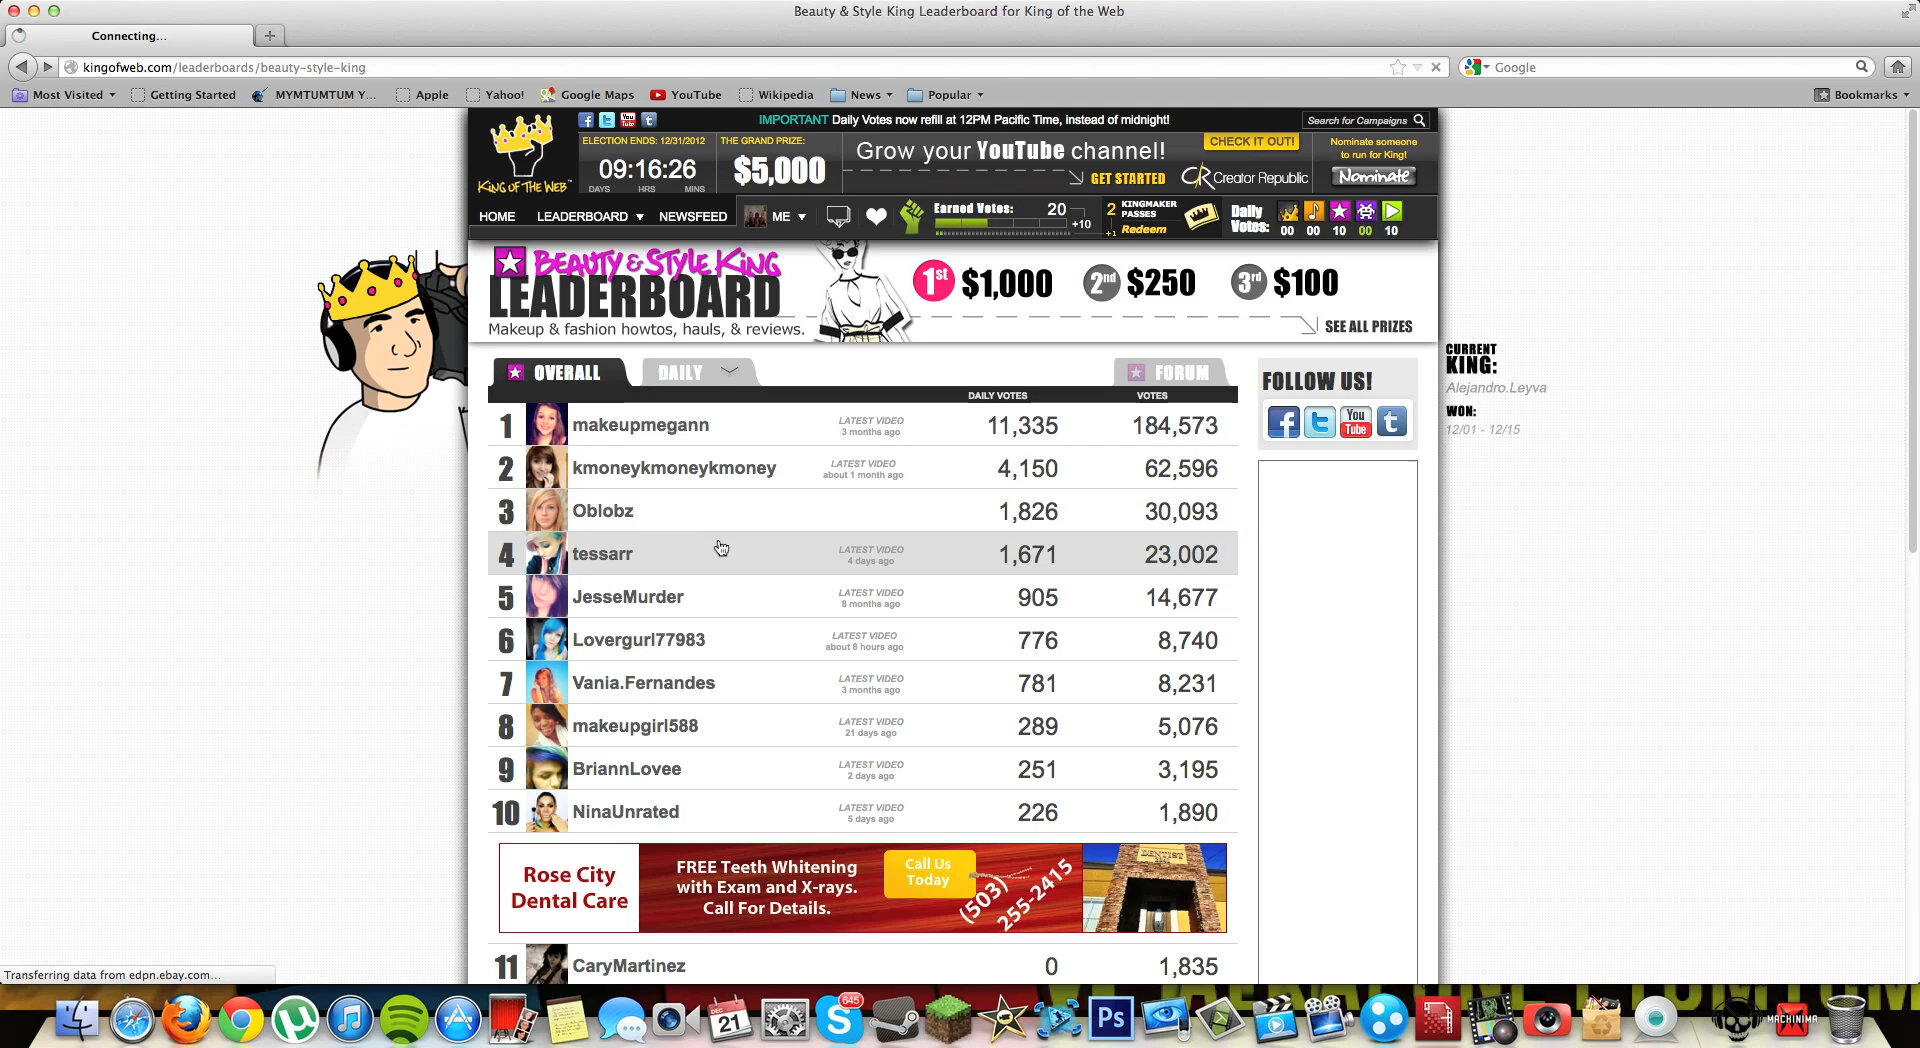 Beauty & Style King Leaderboard for King of the Web
Connecting...
kingofweb.com/leaderboards/beauty-style-king
Google
Most Visited
Getting Started
MYMTUMTUM Y...
Apple
Yahoo!
Google Maps
YouTube
Wikipedia
News
Popular
Bookmarks
KING OF THE WEB
IMPORTANT Daily Votes now refill at 12PM Pacific Time, instead of midnight!
Search for Campaigns
ELECTION ENDS: 12/31/2012
09:16:26
DAYS HRS MINS
THE GRAND PRIZE:
$5,000
Grow your YouTube channel!
CHECK IT OUT!
GET STARTED
Creator Republic
Nominate someone
to run for King!
Nominate
HOME
LEADERBOARD
NEWSFEED
ME
Earned Votes: 20
+10
2 KINGMAKER
PASSES
+1 Redeem
Daily
Votes:
00 00 10 00 10
BEAUTY & STYLE KING
LEADERBOARD
Makeup & fashion howtos, hauls, & reviews.
1st $1,000
2nd $250
3rd $100
SEE ALL PRIZES
OVERALL
DAILY
FORUM
DAILY VOTES VOTES
1 makeupmegann LATEST VIDEO 3 months ago 11,335 184,573
2 kmoneykmoneykmoney LATEST VIDEO about 1 month ago 4,150 62,596
3 Oblobz 1,826 30,093
4 tessarr LATEST VIDEO 4 days ago 1,671 23,002
5 JesseMurder LATEST VIDEO 8 months ago 905 14,677
6 Lovergurl77983 LATEST VIDEO about 8 hours ago 776 8,740
7 Vania.Fernandes LATEST VIDEO 3 months ago 781 8,231
8 makeupgirl588 LATEST VIDEO 21 days ago 289 5,076
9 BriannLovee LATEST VIDEO 2 days ago 251 3,195
10 NinaUnrated LATEST VIDEO 5 days ago 226 1,890
Rose City
Dental Care
FREE Teeth Whitening
with Exam and X-rays.
Call For Details.
Call Us
Today
(503)
255-2415
DENTIST
11 CaryMartinez 0 1,835
FOLLOW US!
You
Tube
CURRENT
KING:
Alejandro.Leyva
WON:
12/01 - 12/15
Transferring data from edpn.ebay.com...
DEC
21
645
Ps
MACHINIMA